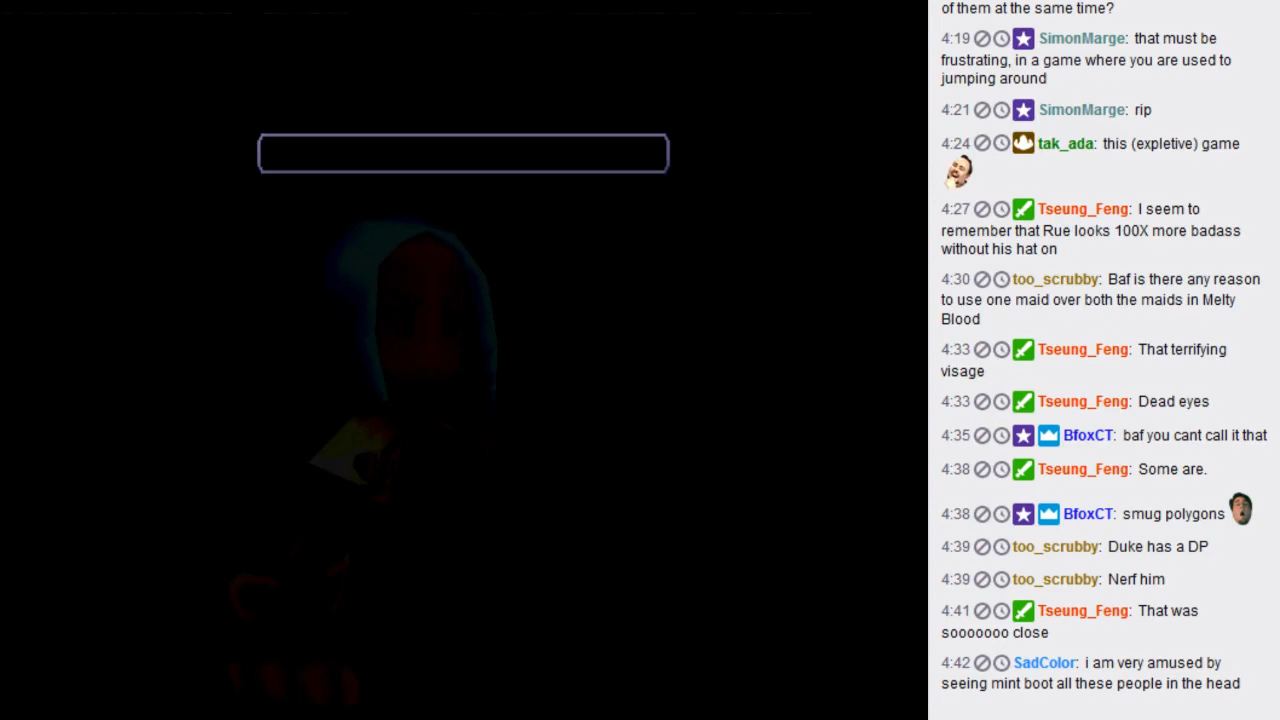 of them at the same time?
4:19 SimonMarge: that must be
frustrating, in a game where you are used to
jumping around
4:21 SimonMarge: rip
4:24 tak_ada: this (expletive) game
4:27 Tseung_Feng: I seem to
remember that Rue looks 100X more badass
without his hat on
4:30 too_scrubby: Baf is there any reason
to use one maid over both the maids in Melty
Blood
4:33 Tseung_Feng: That terrifying
visage
4:33 Tseung_Feng: Dead eyes
4:35 BfoxCT: baf you cant call it that
4:38 Tseung_Feng: Some are.
4:38 BfoxCT: smug polygons
4:39 too_scrubby: Duke has a DP
4:39 too_scrubby: Nerf him
4:41 Tseung_Feng: That was
sooooooo close
4:42 SadColor: i am very amused by
seeing mint boot all these people in the head